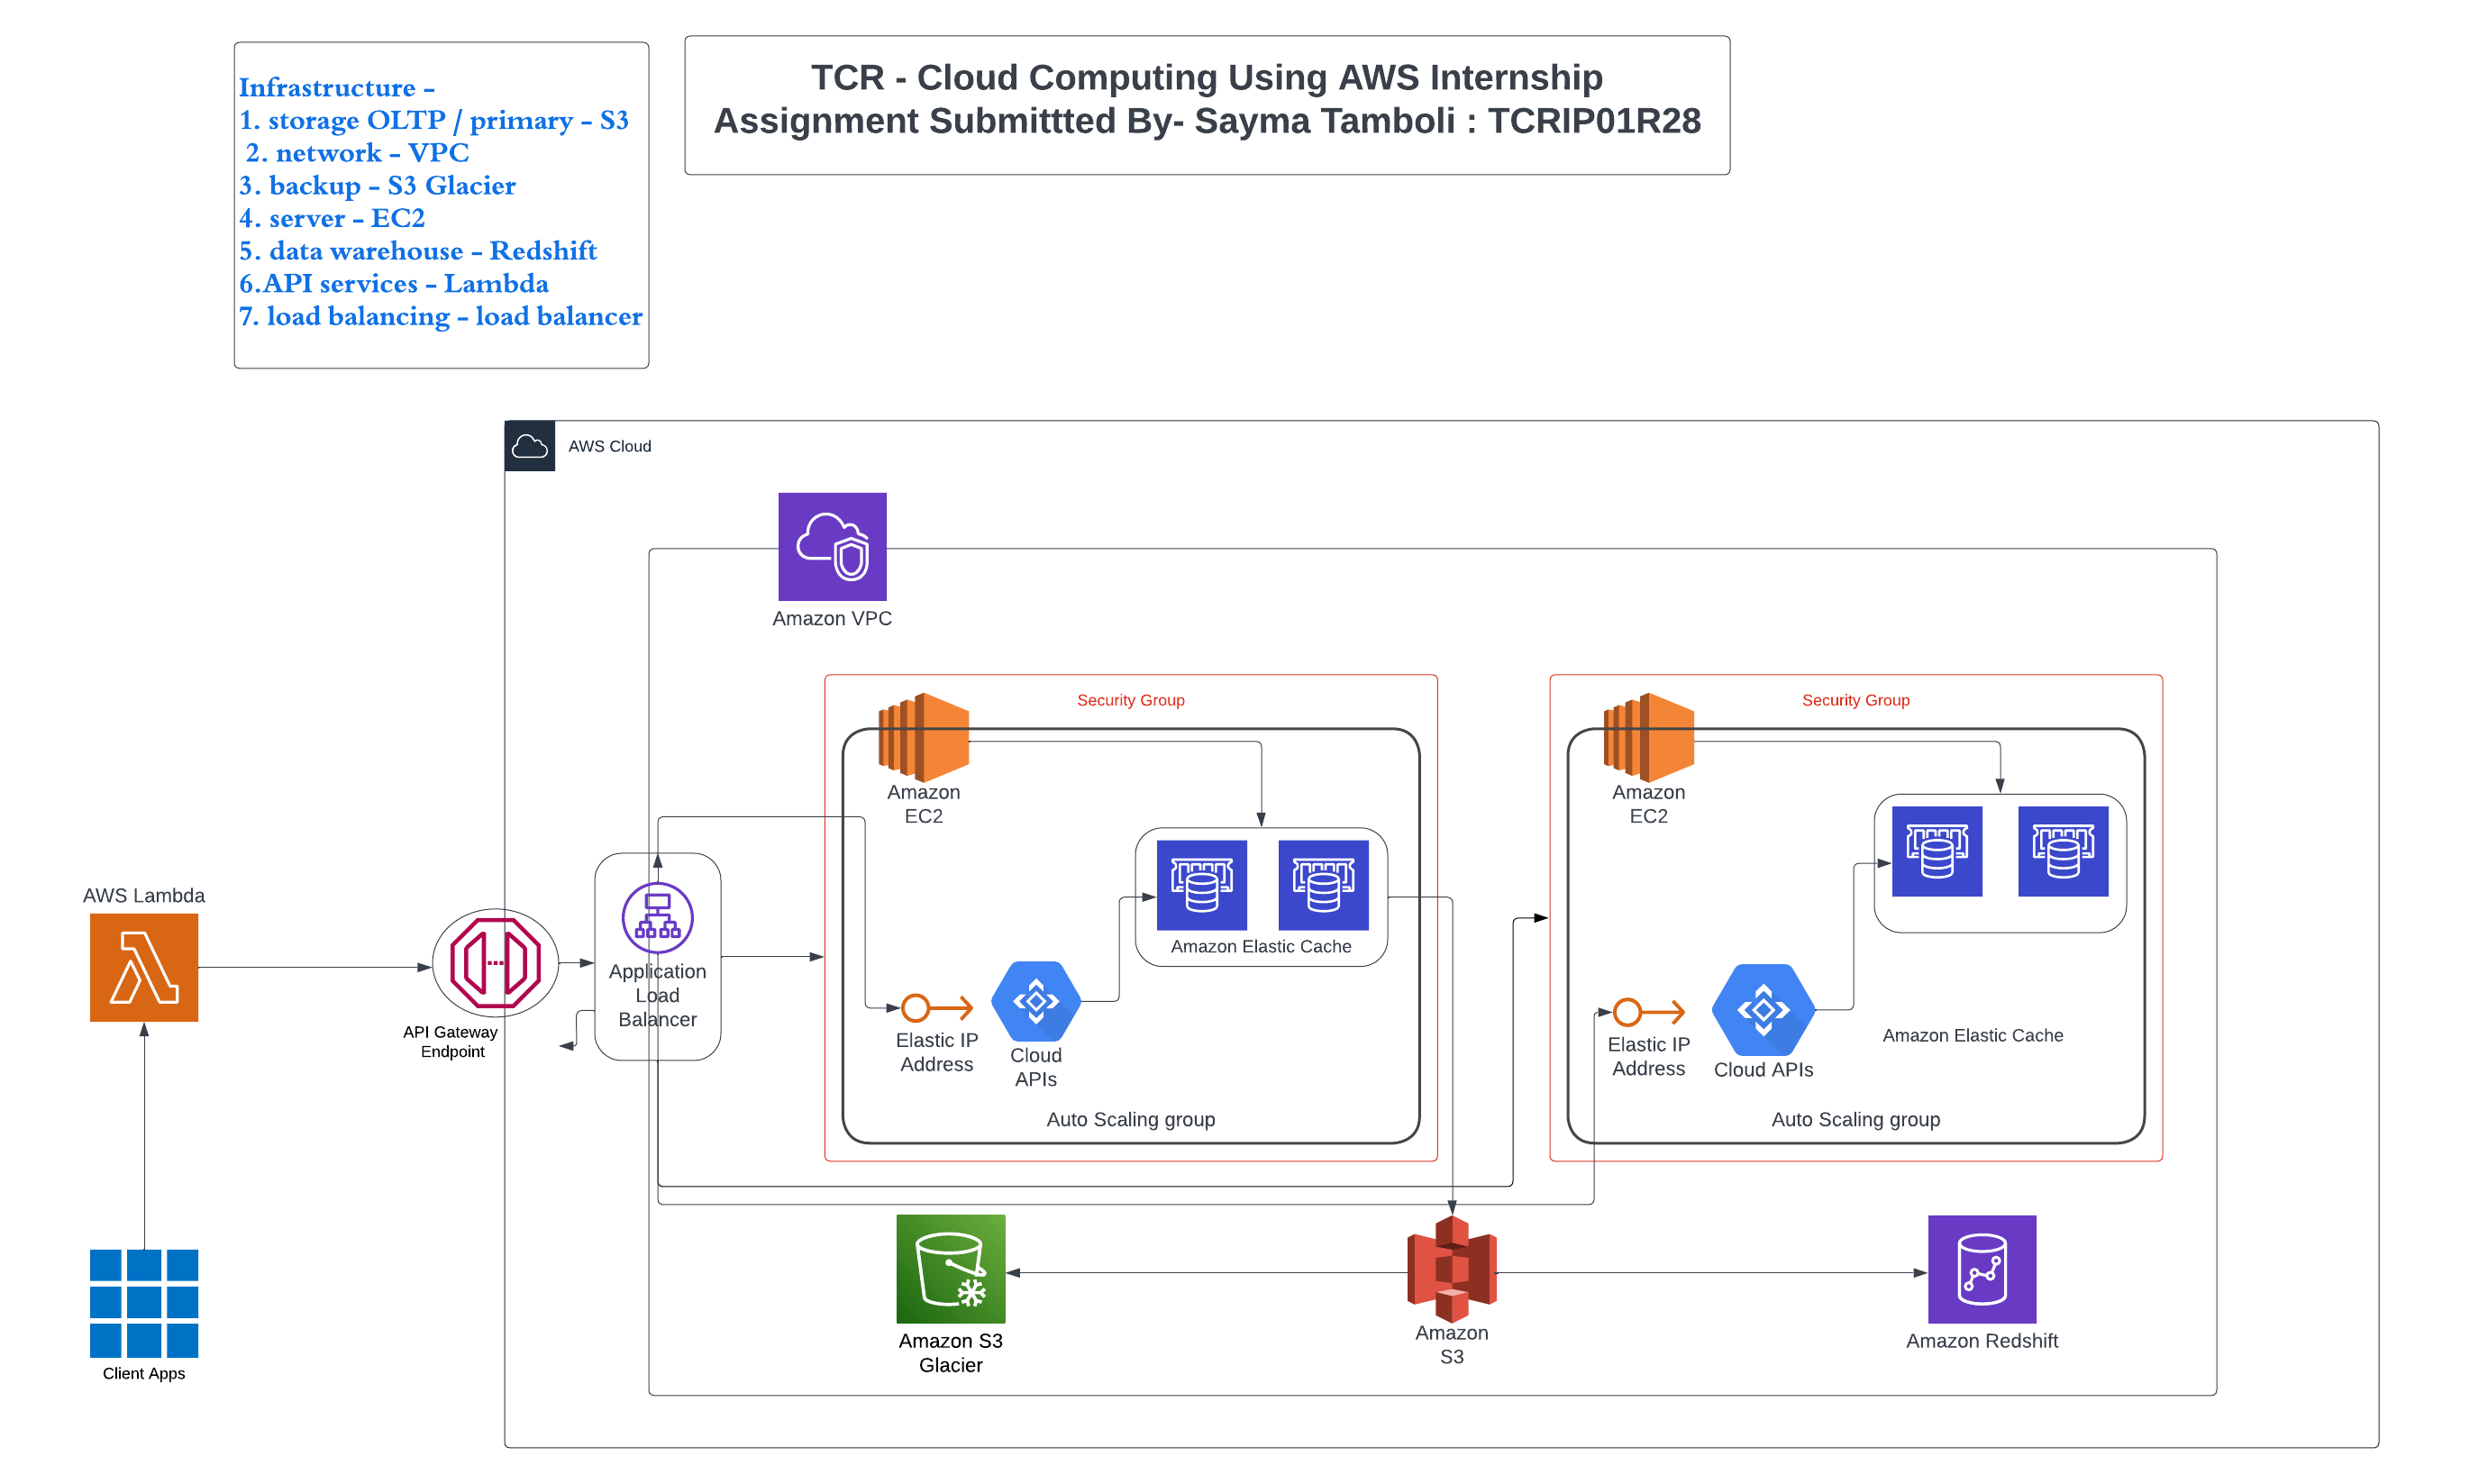 Infrastructure -
1. storage OLTP / primary - S3
2. network - VPC
3. backup - S3 Glacier
4. server - EC2
5. data warehouse - Redshift
6.API services - Lambda
7. load balancing - load balancer
TCR - Cloud Computing Using AWS Internship
Assignment Submittted By- Sayma Tamboli : TCRIP01R28
AWS Cloud
Amazon VPC
Security Group
Amazon
EC2
Amazon Elastic Cache
Elastic IP
Address
Cloud
APIs
Auto Scaling group
Security Group
Amazon
EC2
Amazon Elastic Cache
Elastic IP
Address
Cloud APIs
Auto Scaling group
AWS Lambda
API Gateway
Endpoint
Application
Load
Balancer
Client Apps
Amazon S3
Glacier
Amazon
S3
Amazon Redshift